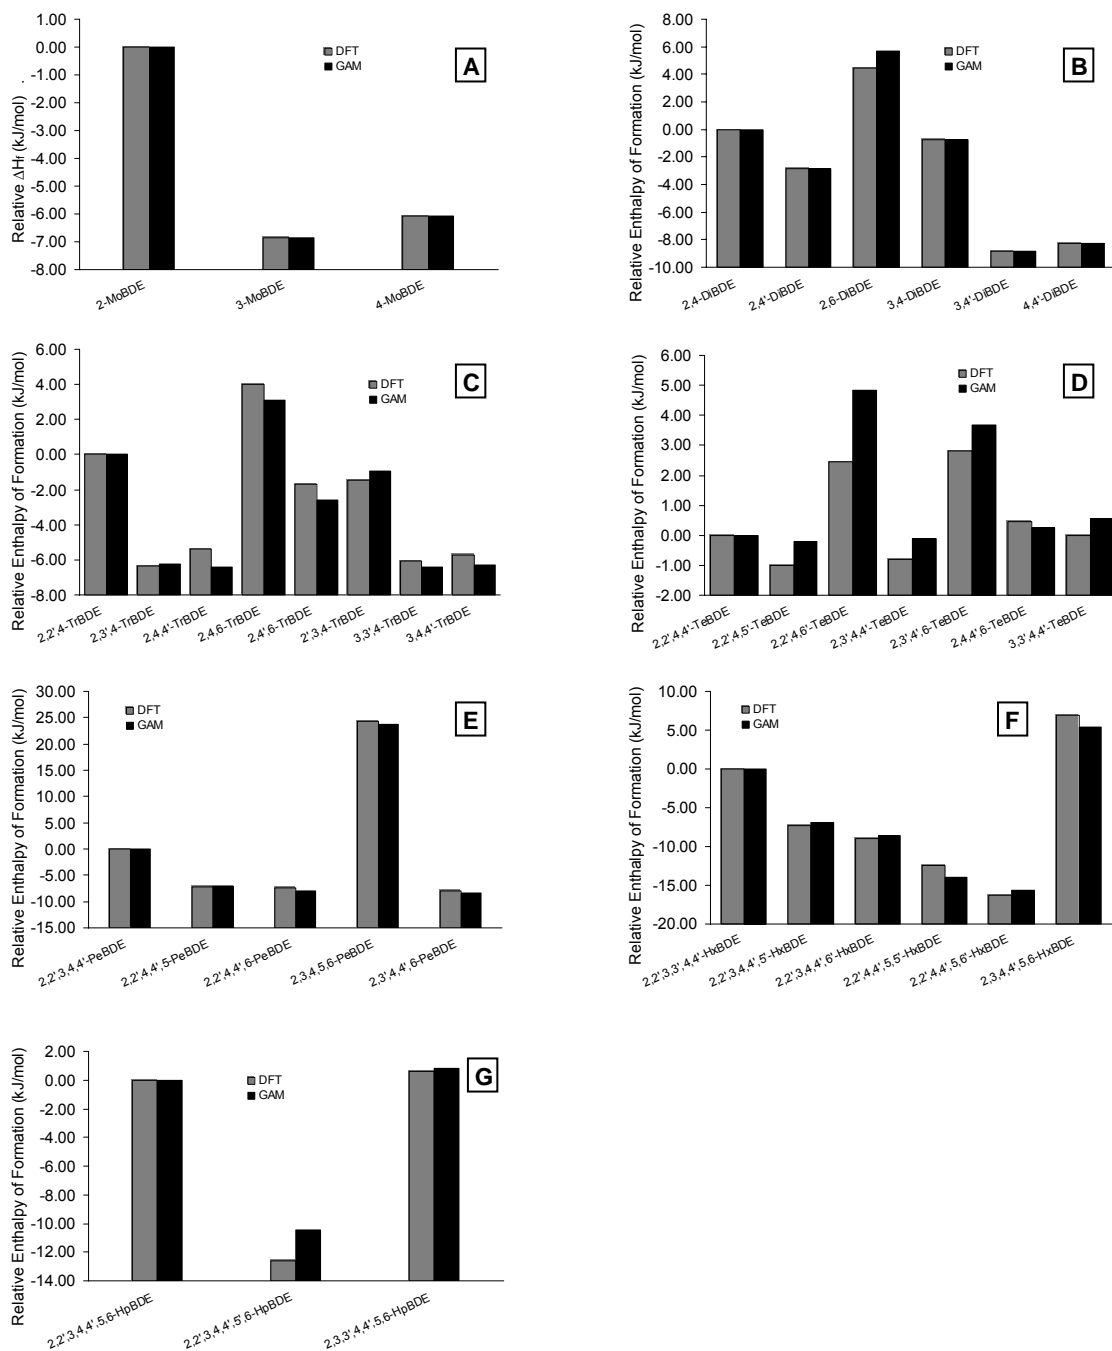 A
Relative ΔHf (kJ/mol)
1.00
0.00
-1.00
-2.00
-3.00
-4.00
-5.00
-6.00
-7.00
-8.00
DFT
GAM
2-MoBDE
3-MoBDE
4-MoBDE
B
Relative Enthalpy of Formation (kJ/mol)
8.00
6.00
4.00
2.00
0.00
-2.00
-4.00
-6.00
-8.00
-10.00
DFT
GAM
2,4-DiBDE
2,4'-DiBDE
2,6-DiBDE
3,4-DiBDE
3,4'-DiBDE
4,4'-DiBDE
C
Relative Enthalpy of Formation (kJ/mol)
6.00
4.00
2.00
0.00
-2.00
-4.00
-6.00
-8.00
DFT
GAM
2,2',4-TrBDE
2,3',4-TrBDE
2,4,4'-TrBDE
2,4,6-TrBDE
2,4',6-TrBDE
2',3,4-TrBDE
3,3',4-TrBDE
3,4,4'-TrBDE
D
Relative Enthalpy of Formation (kJ/mol)
6.00
5.00
4.00
3.00
2.00
1.00
0.00
-1.00
-2.00
DFT
GAM
2,2',4,4'-TeBDE
2,2',4,5'-TeBDE
2,2',4,6'-TeBDE
2,3',4,4'-TeBDE
2,3',4',6-TeBDE
2,4,4',6-TeBDE
3,3',4,4'-TeBDE
E
Relative Enthalpy of Formation (kJ/mol)
30.00
25.00
20.00
15.00
10.00
5.00
0.00
-5.00
-10.00
-15.00
DFT
GAM
2,2',3,4,4'-PeBDE
2,2',4,4',5-PeBDE
2,2',4,4',6-PeBDE
2,3,4,5,6-PeBDE
2,3',4,4',6-PeBDE
F
Relative Enthalpy of Formation (kJ/mol)
10.00
5.00
0.00
-5.00
-10.00
-15.00
-20.00
DFT
GAM
2,2',3,3',4,4'-HxBDE
2,2',3,4,4',5'-HxBDE
2,2',3,4,4',6'-HxBDE
2,2',4,4',5,5'-HxBDE
2,2',4,4',5,6'-HxBDE
2,3,4,4',5,6-HxBDE
G
Relative Enthalpy of Formation (kJ/mol)
2.00
0.00
-2.00
-4.00
-6.00
-8.00
-10.00
-12.00
-14.00
DFT
GAM
2,2',3,4,4',5,6-HpBDE
2,2',3,4,4',5',6-HpBDE
2,3,3',4,4',5,6-HpBDE